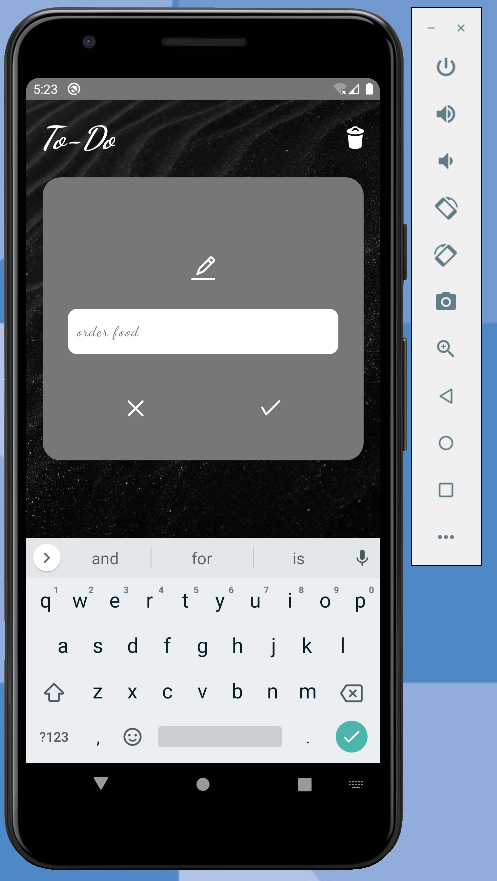 5:23
To-Do
order food
and for is
1 2 3 4 5 6 7 8 9 0
q w e r t y u i o p
a s d f g h j k l
z x c v b n m
?123 , .